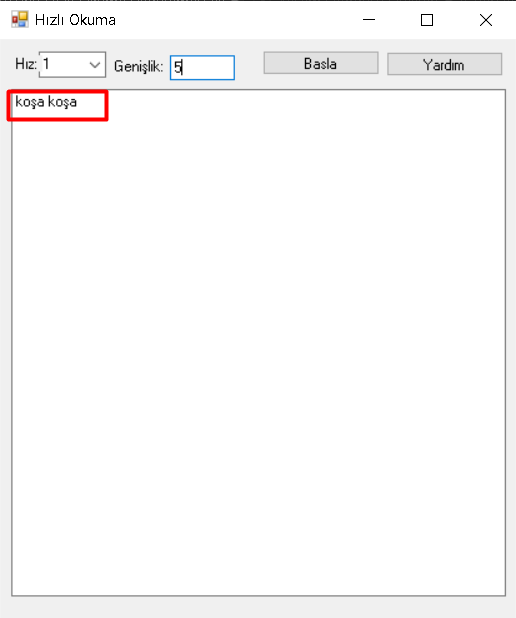 Hızlı Okuma
Hız: 1 Genişlik: 5 Basla Yardım
koşa koşa